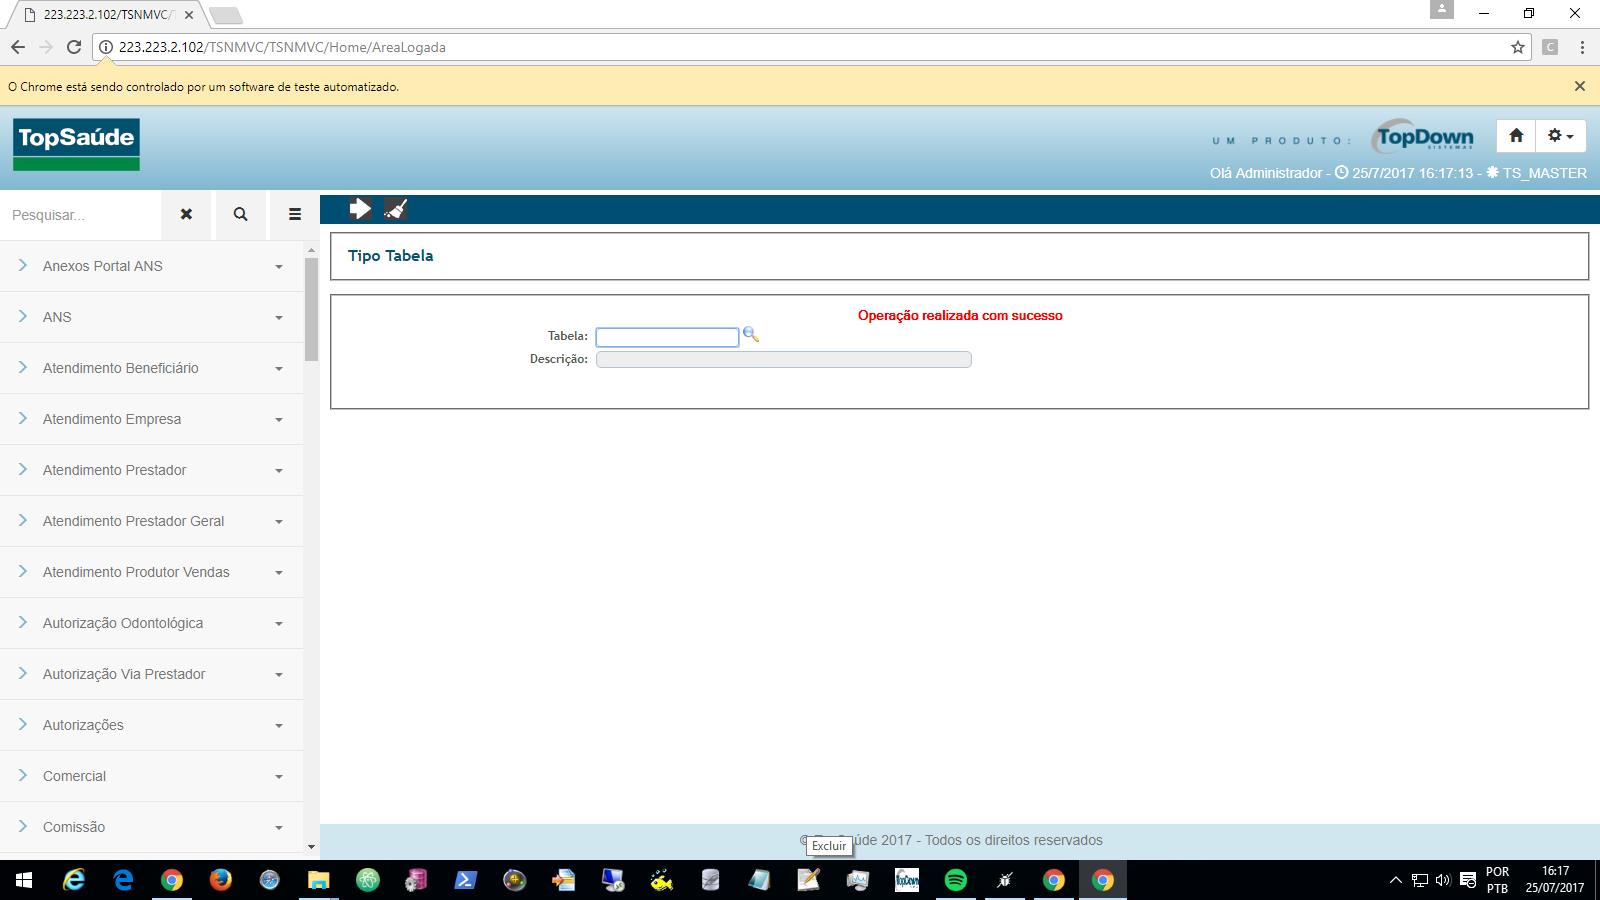 223.223.2.102/TSNMVC/T
223.223.2.102/TSNMVC/TSNMVC/Home/AreaLogada
O Chrome está sendo controlado por um software de teste automatizado.
TopSaúde
UM PRODUTO:
TopDown
SISTEMAS
Olá Administrador - 25/7/2017 16:17:13 - TS_MASTER
Pesquisar...
Tipo Tabela
Anexos Portal ANS
ANS
Atendimento Beneficiário
Atendimento Empresa
Atendimento Prestador
Atendimento Prestador Geral
Atendimento Produtor Vendas
Autorização Odontológica
Autorização Via Prestador
Autorizações
Comercial
Comissão
Operação realizada com sucesso
Tabela:
Descrição:
© TopSaúde 2017 - Todos os direitos reservados
Excluir
TopDown
POR
PTB
16:17
25/07/2017